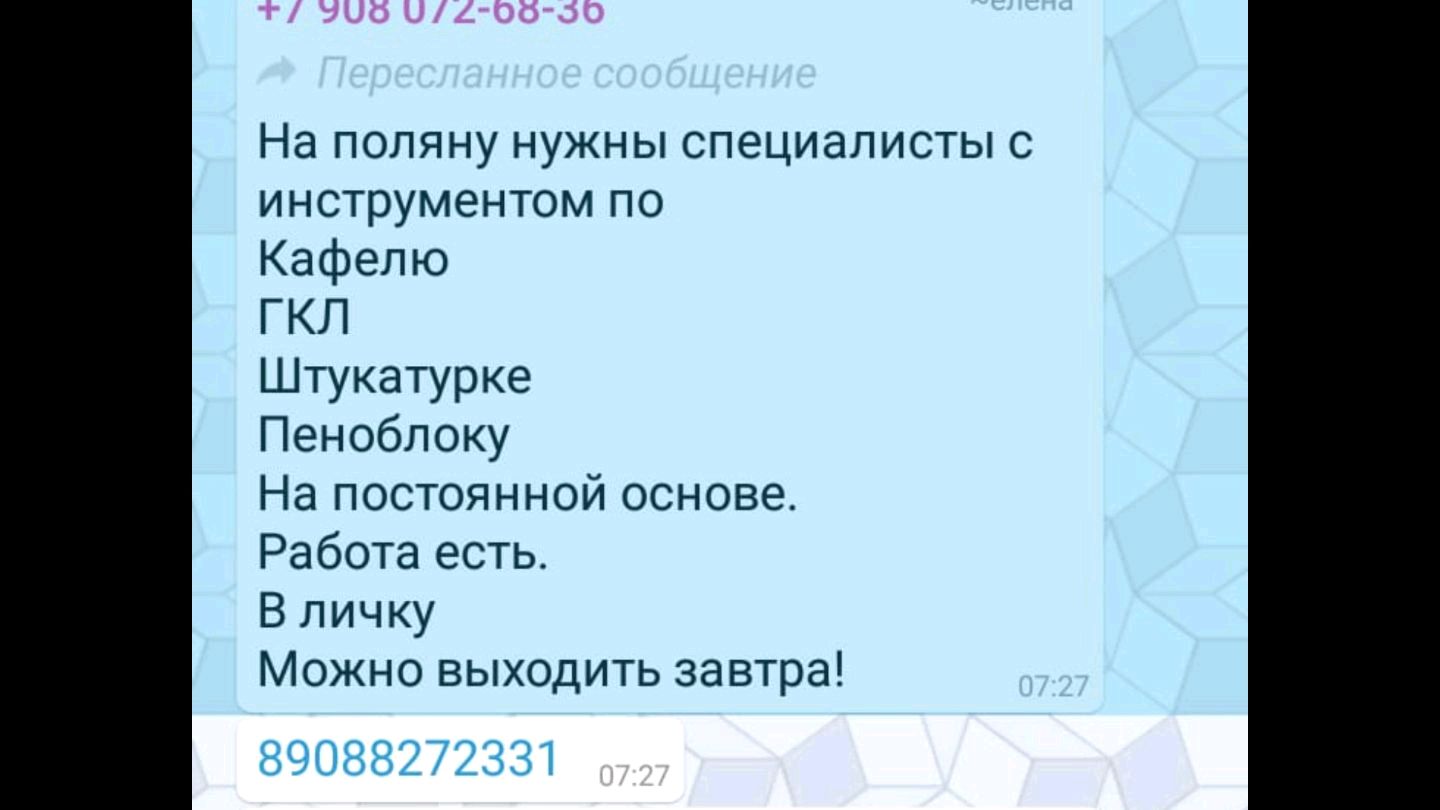 +7 908 072-68-36
~елена
Пересланное сообщение
На поляну нужны специалисты с
инструментом по
Кафелю
ГКЛ
Штукатурке
Пеноблоку
На постоянной основе.
Работа есть.
В личку
Можно выходить завтра!
07:27
89088272331
07:27